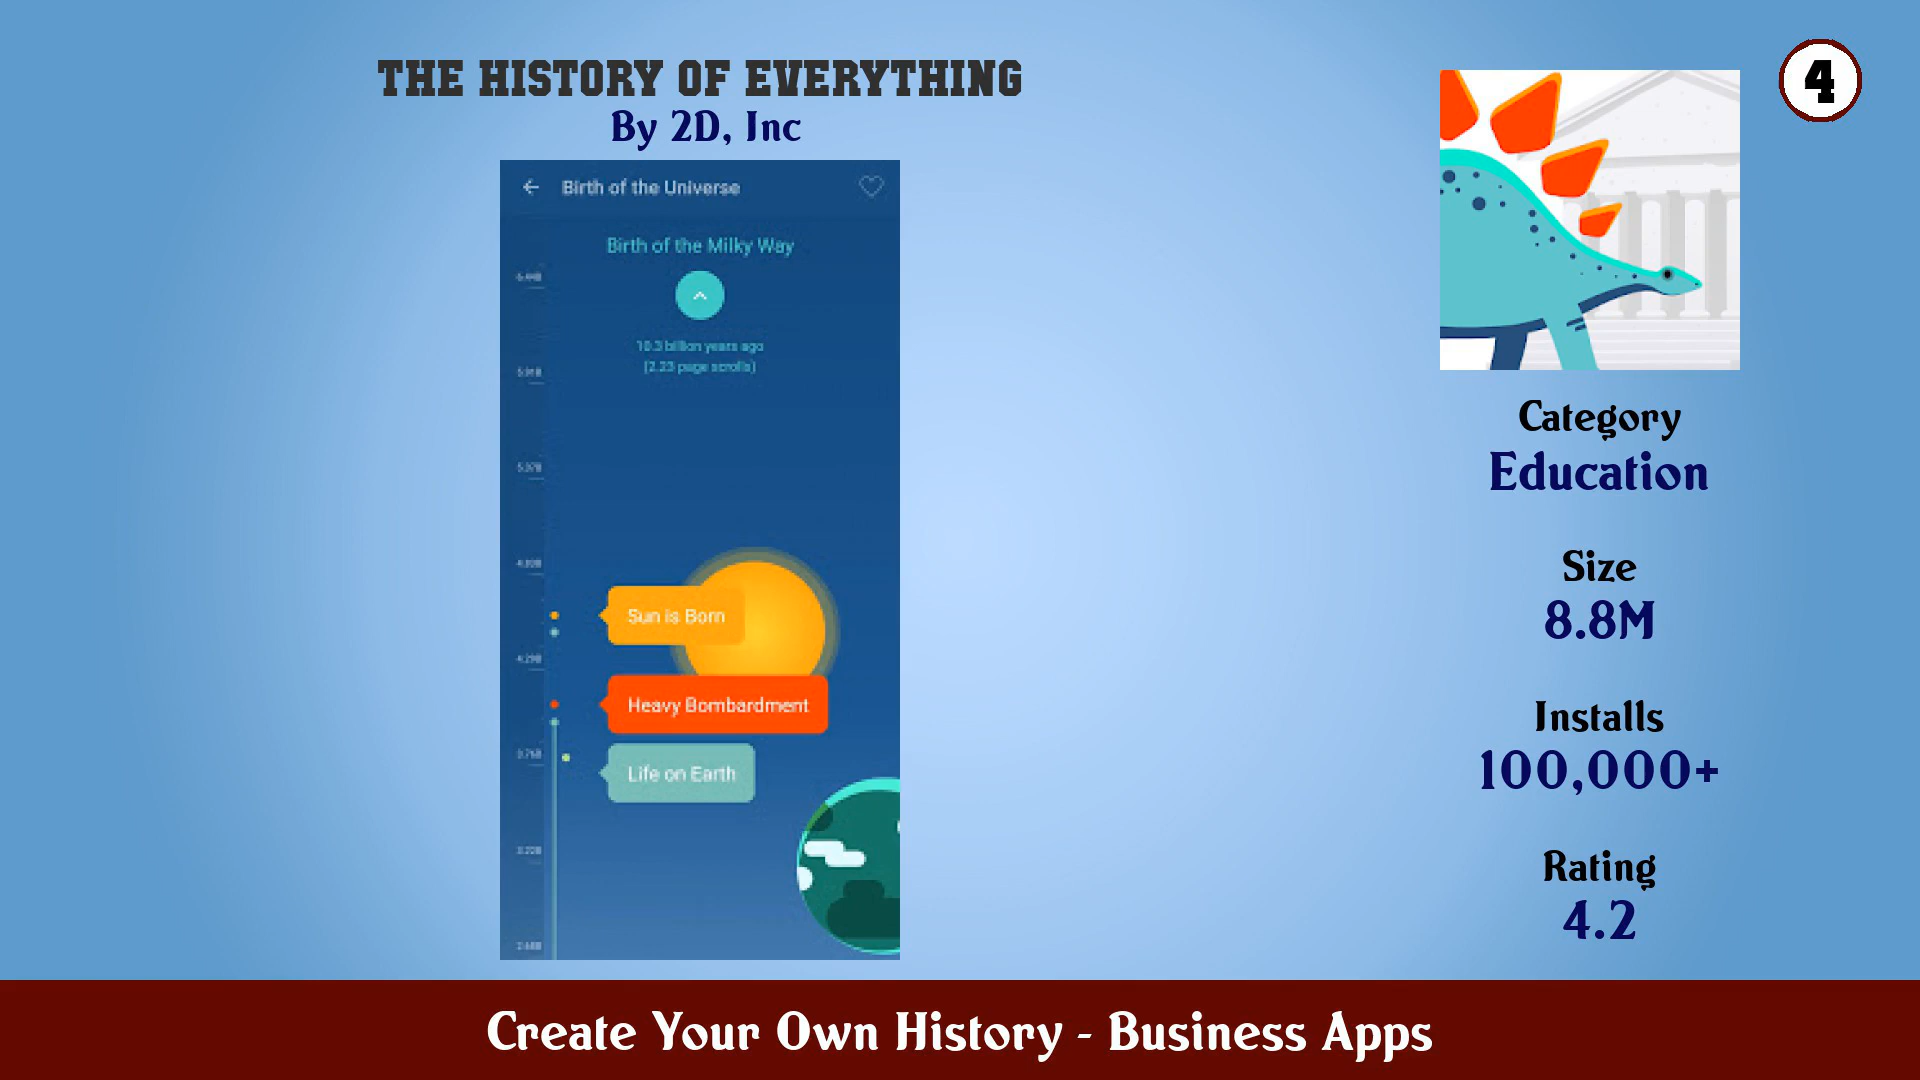 THE HISTORY OF EVERYTHING
By 2D, Inc
4
Birth of the Universe
Birth of the Milky Way
10.3 billion years ago
(2.23 page scrolls)
Sun is Born
Heavy Bombardment
Life on Earth
Category
Education
Size
8.8M
Installs
100,000+
Rating
4.2
Create Your Own History - Business Apps